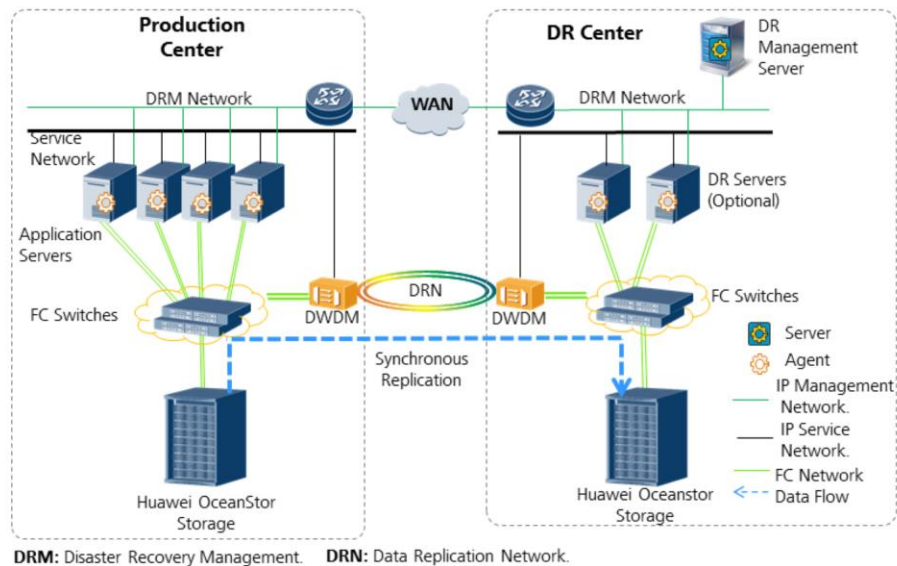 Production
Center
DR Center
DR
Management
Server
DRM Network
WAN
DRM Network
Service
Network
Application
Servers
DR Servers
(Optional)
FC Switches
DWDM
DRN
DWDM
FC Switches
Synchronous
Replication
Server
Agent
IP Management
Network.
IP Service
Network.
FC Network
Data Flow
Huawei OceanStor
Storage
Huawei Oceanstor
Storage
DRM: Disaster Recovery Management. DRN: Data Replication Network.